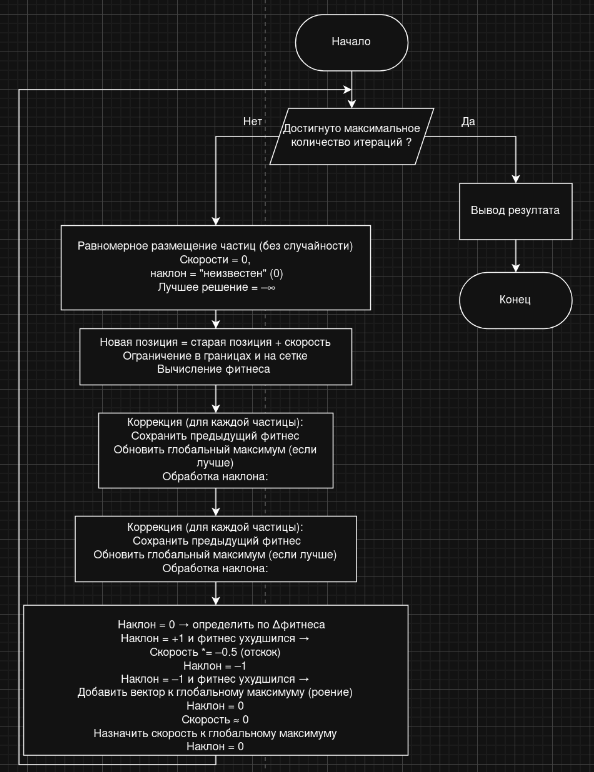 Начало
Нет
Достигнуто максимальное
количество итераций ?
Да
Вывод резултата
Конец
Равномерное размещение частиц (без случайности)
Скорости = 0,
наклон = "неизвестен" (0)
Лучшее решение = –∞
Новая позиция = старая позиция + скорость
Ограничение в границах и на сетке
Вычисление фитнеса
Коррекция (для каждой частицы):
Сохранить предыдущий фитнес
Обновить глобальный максимум (если
лучше)
Обработка наклона:
Коррекция (для каждой частицы):
Сохранить предыдущий фитнес
Обновить глобальный максимум (если лучше)
Обработка наклона:
Наклон = 0 → определить по Δфитнеса
Наклон = +1 и фитнес ухудшился →
Скорость *= –0.5 (отскок)
Наклон = –1
Наклон = –1 и фитнес ухудшился →
Добавить вектор к глобальному максимуму (роение)
Наклон = 0
Скорость ≈ 0
Назначить скорость к глобальному максимуму
Наклон = 0